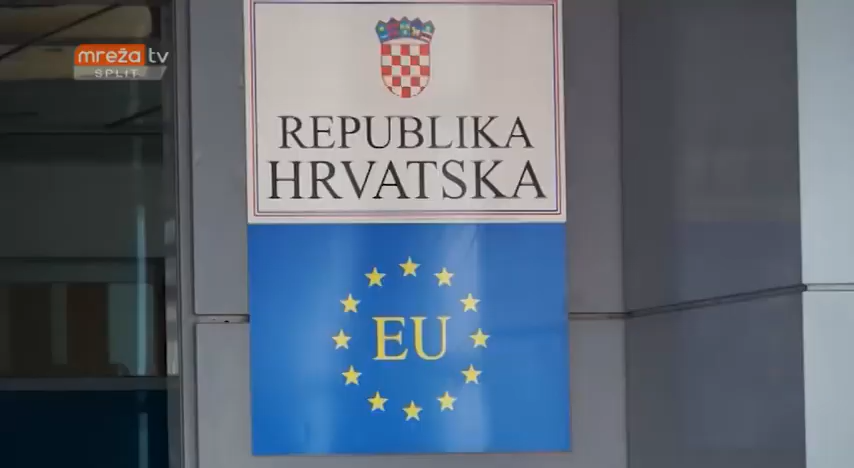 mreža tv
SPLIT
REPUBLIKA
HRVATSKA
EU